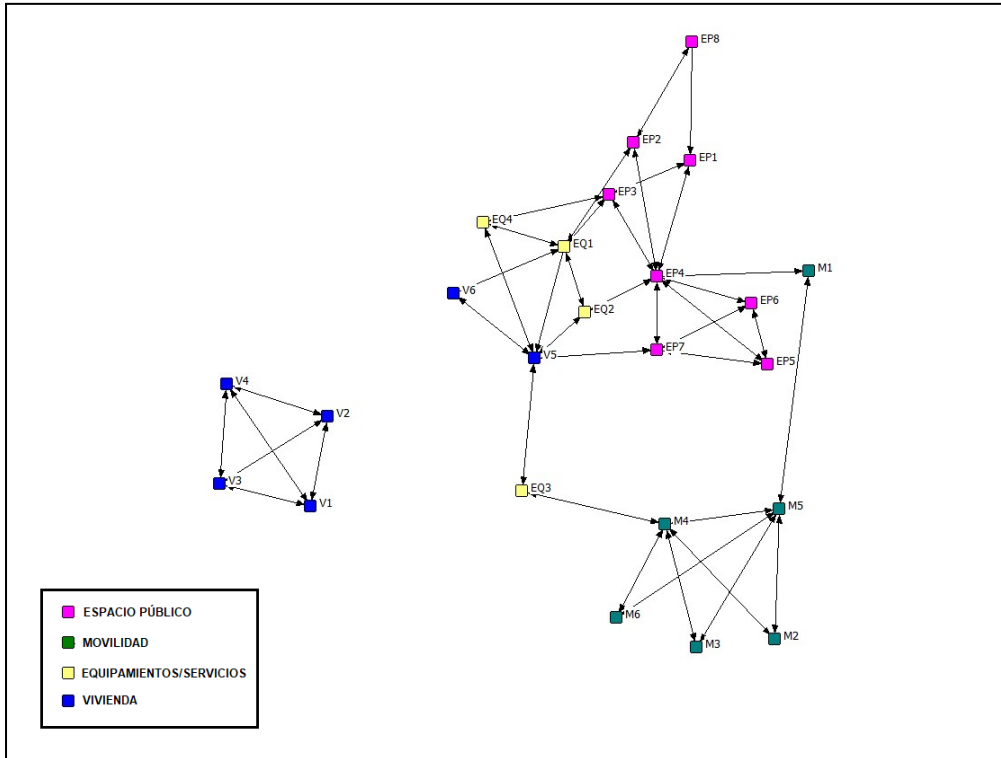 EP8
EP2
EP1
EP3
EQ4
EQ1
EP4
M1
V6
EP6
EQ2
EP7
V5
EP5
V4
V2
V3
EQ3
V1
M5
M4
M6
M2
M3
ESPACIO PÚBLICO
MOVILIDAD
EQUIPAMIENTOS/SERVICIOS
VIVIENDA